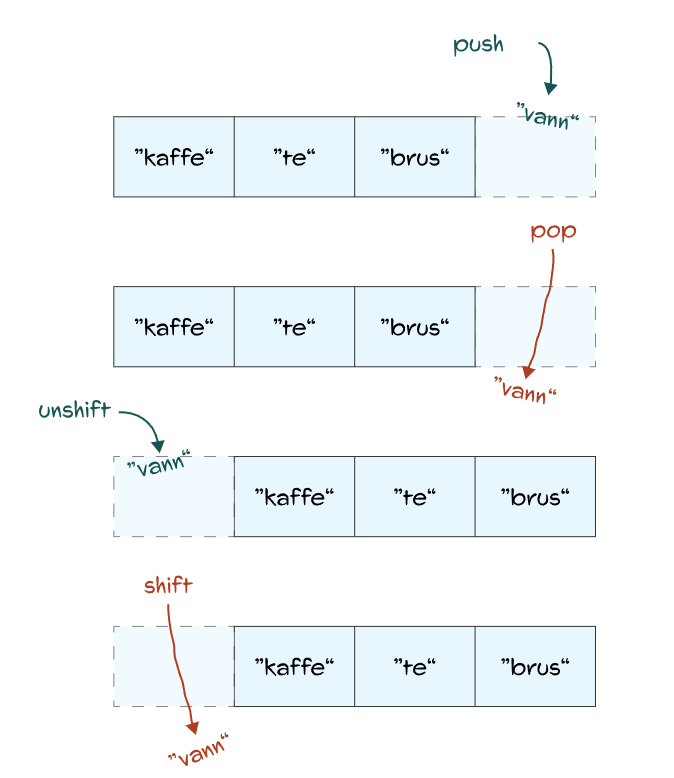 push
”vann“
”kaffe“ ”te“ ”brus“
pop
”kaffe“ ”te“ ”brus“
”vann“
unshift
”vann“
”kaffe“ ”te“ ”brus“
shift
”kaffe“ ”te“ ”brus“
”vann“